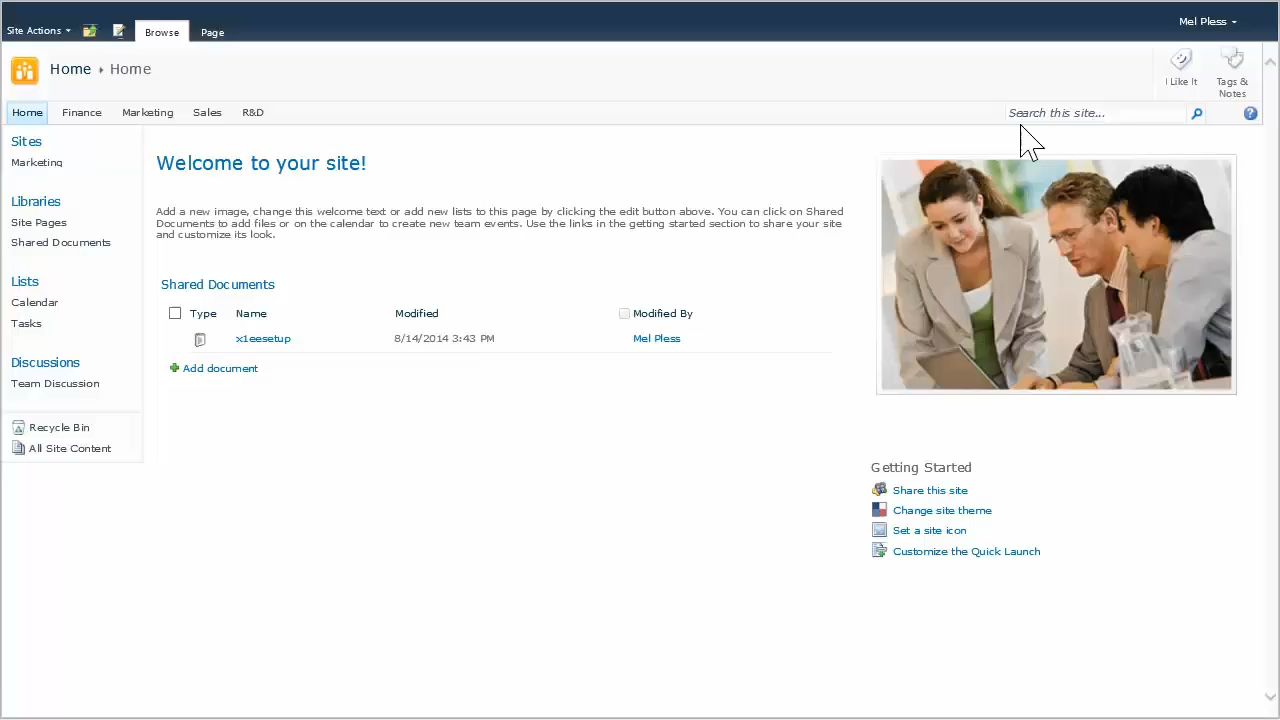 Site Actions
Browse
Page
Mel Pless
Home Home
I Like It
Tags &
Notes
Home Finance Marketing Sales R&D
Search this site...
Sites
Marketing
Libraries
Site Pages
Shared Documents
Lists
Calendar
Tasks
Discussions
Team Discussion
Recycle Bin
All Site Content
Welcome to your site!
Add a new image, change this welcome text or add new lists to this page by clicking the edit button above. You can click on Shared
Documents to add files or on the calendar to create new team events. Use the links in the getting started section to share your site
and customize its look.
Shared Documents
Type Name Modified Modified By
x1eesetup 8/14/2014 3:43 PM Mel Pless
Add document
Getting Started
Share this site
Change site theme
Set a site icon
Customize the Quick Launch